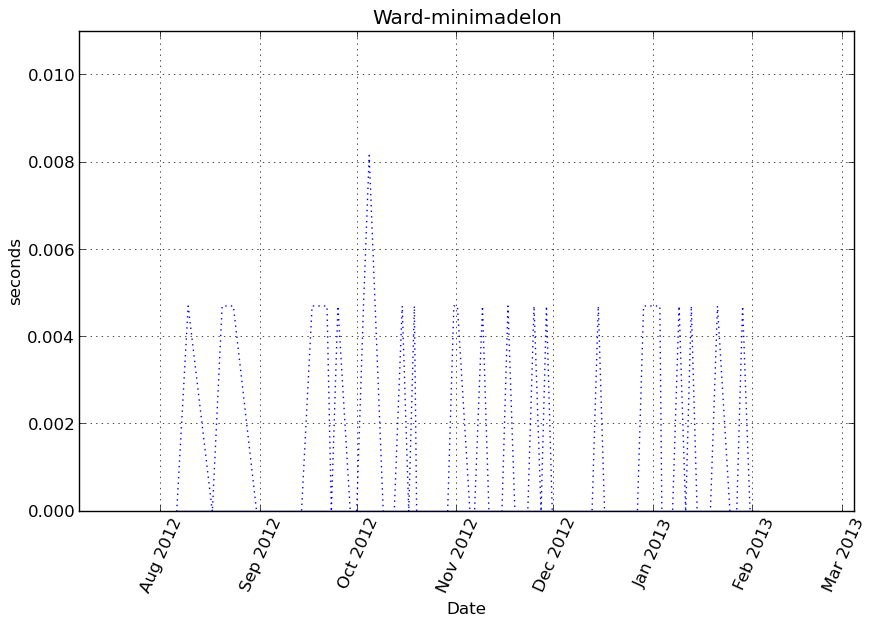 Ward-minimadelon
0.010
0.008
0.006
0.004
0.002
0.000
seconds
Aug 2012
Sep 2012
Oct 2012
Nov 2012
Dec 2012
Jan 2013
Feb 2013
Mar 2013
Date